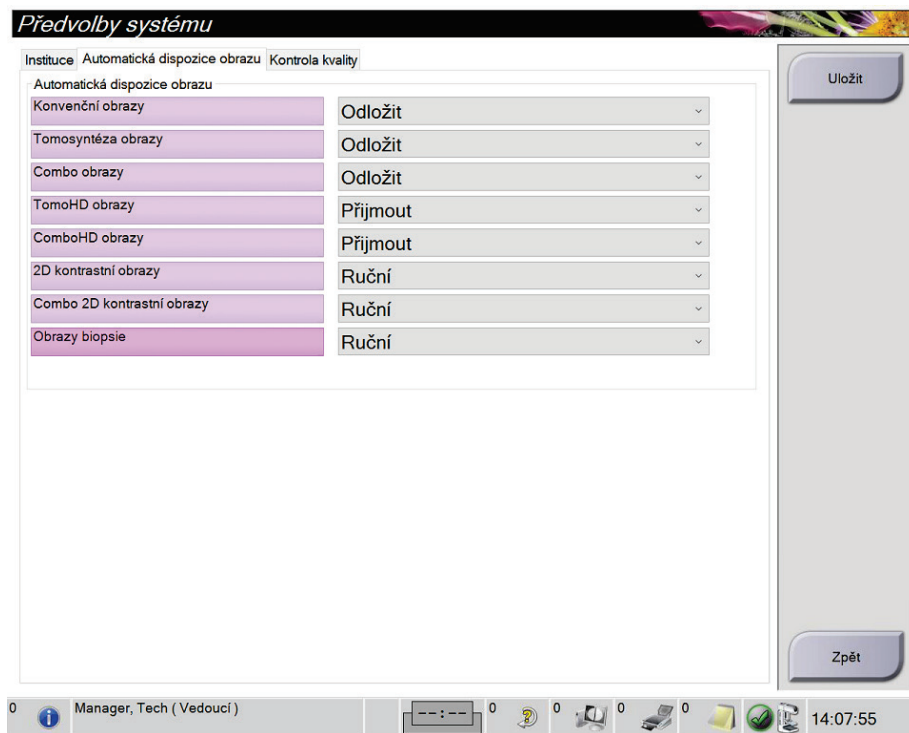 Předvolby systému
Instituce Automatická dispozice obrazu Kontrola kvality
Uložit
Automatická dispozice obrazu
Konvenční obrazy Odložit
Tomosyntéza obrazy Odložit
Combo obrazy Odložit
TomoHD obrazy Přijmout
ComboHD obrazy Přijmout
2D kontrastní obrazy Ruční
Combo 2D kontrastní obrazy Ruční
Obrazy biopsie Ruční
Zpět
0 Manager, Tech ( Vedoucí ) --:-- 0 0 0 0 14:07:55